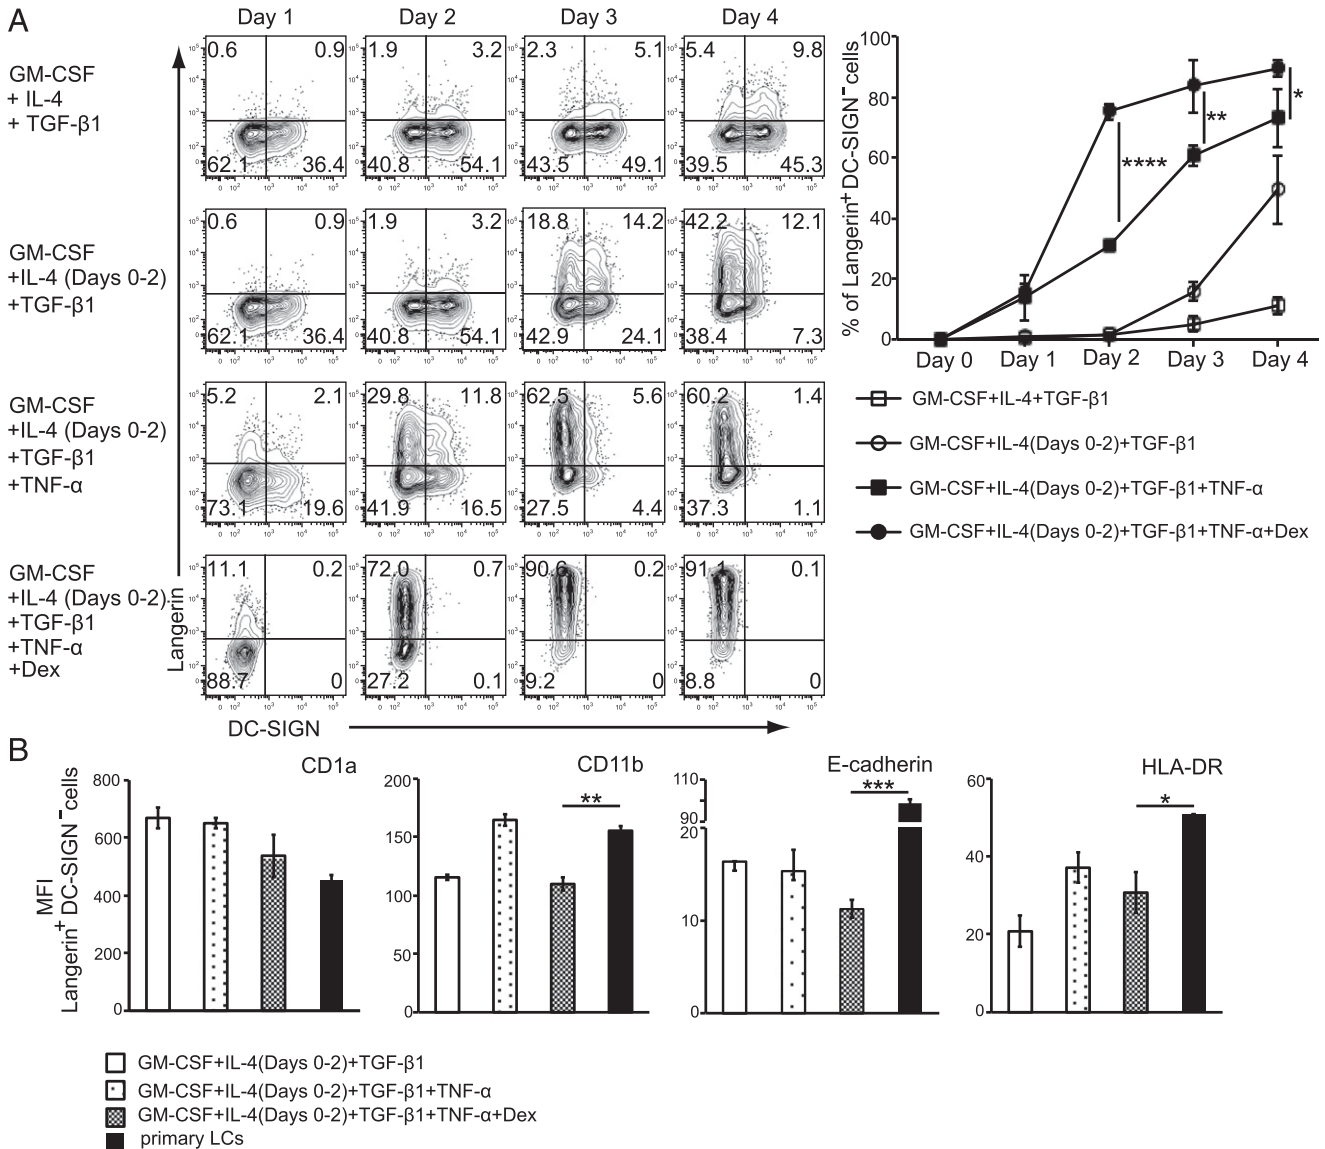 A
Day 1
Day 2
Day 3
Day 4
GM-CSF
+ IL-4
+ TGF-β1
0.6 0.9
62.1 36.4
1.9 3.2
40.8 54.1
2.3 5.1
43.5 49.1
5.4 9.8
39.5 45.3
GM-CSF
+IL-4 (Days 0-2)
+TGF-β1
0.6 0.9
62.1 36.4
1.9 3.2
40.8 54.1
18.8 14.2
42.9 24.1
42.2 12.1
38.4 7.3
GM-CSF
+IL-4 (Days 0-2)
+TGF-β1
+TNF-α
5.2 2.1
73.1 19.6
29.8 11.8
41.9 16.5
62.5 5.6
27.5 4.4
60.2 1.4
37.3 1.1
GM-CSF
+IL-4 (Days 0-2)
+TGF-β1
+TNF-α
+Dex
11.1 0.2
88.7 0
72.0 0.7
27.2 0.1
90.6 0.2
9.2 0
91.1 0.1
8.8 0
Langerin
DC-SIGN
% of Langerin⁺ DC-SIGN⁻ cells
100
80
60
40
20
0
****
**
*
Day 0 Day 1 Day 2 Day 3 Day 4
GM-CSF+IL-4+TGF-β1
GM-CSF+IL-4(Days 0-2)+TGF-β1
GM-CSF+IL-4(Days 0-2)+TGF-β1+TNF-α
GM-CSF+IL-4(Days 0-2)+TGF-β1+TNF-α+Dex
B
MFI
Langerin⁺ DC-SIGN⁻ cells
CD1a
800
600
400
200
0
CD11b
200
150
100
50
0
**
E-cadherin
110
90
20
10
0
***
HLA-DR
60
40
20
0
*
GM-CSF+IL-4(Days 0-2)+TGF-β1
GM-CSF+IL-4(Days 0-2)+TGF-β1+TNF-α
GM-CSF+IL-4(Days 0-2)+TGF-β1+TNF-α+Dex
primary LCs